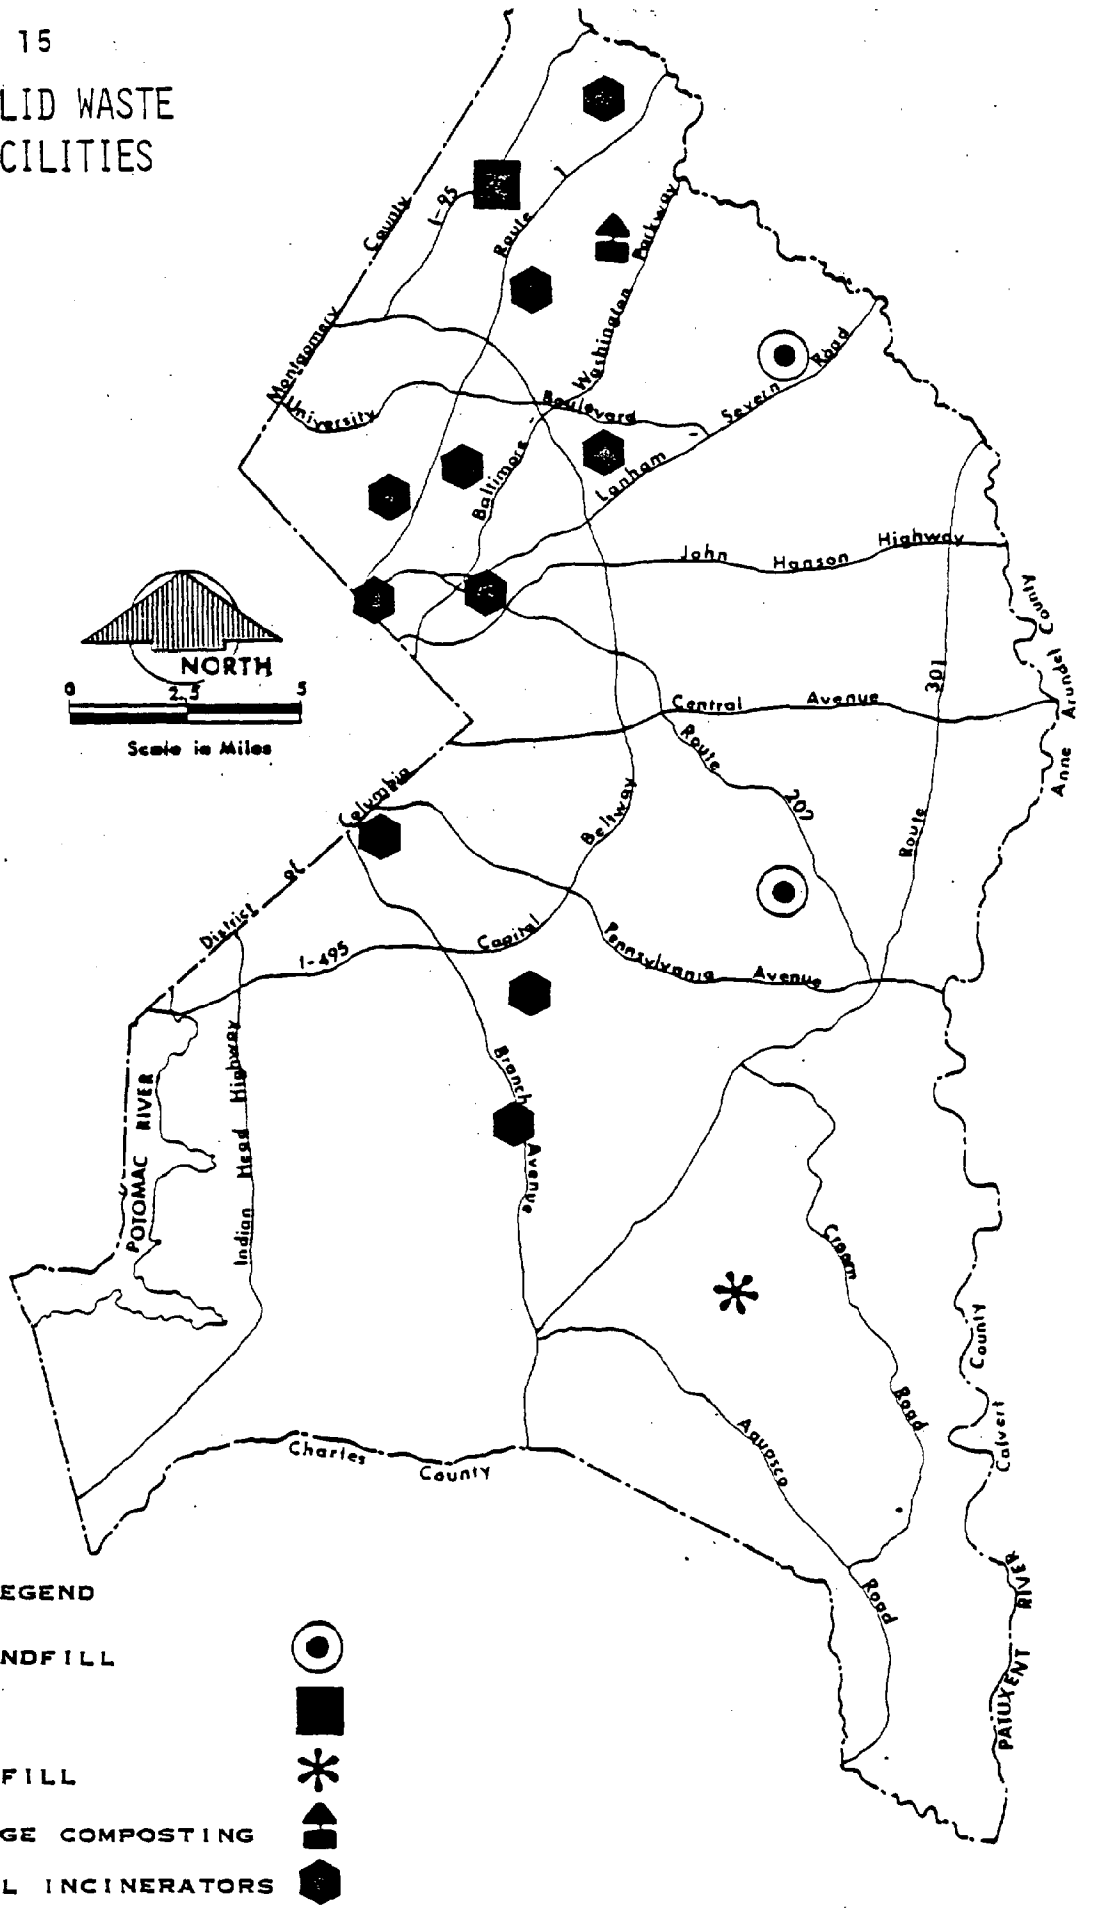 15
LID WASTE
CILITIES
County
I-95
Route
1
Parkway
Washington
Montgomery
University
Boulevard
Severn
Road
Baltimore
Lanham
John Hanson Highway
NORTH
0 2.5 5
Scale in Miles
301
County
Arundel
Anne
Central Avenue
Route
202
Route
Beltway
Columbia
of
District
I-495
Capital
Pennsylvania Avenue
Indian Head Highway
POTOMAC RIVER
Branch
Avenue
Croom
Road
County
Calvert
Charles
County
Aquasco
Road
PATUXENT RIVER
EGEND
NDFILL
FILL
GE COMPOSTING
L INCINERATORS